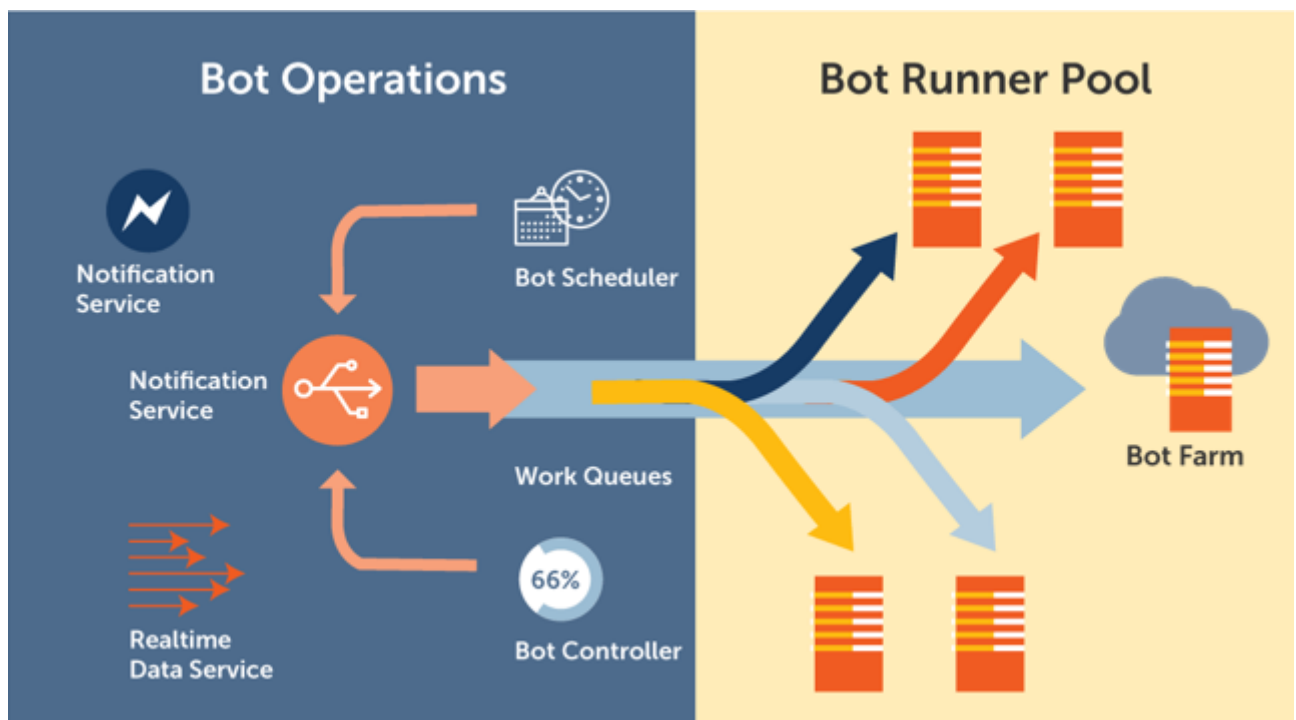 Bot Operations
Bot Runner Pool
Notification
Service
Bot Scheduler
Notification
Service
Work Queues
Bot Farm
66%
Realtime
Data Service
Bot Controller